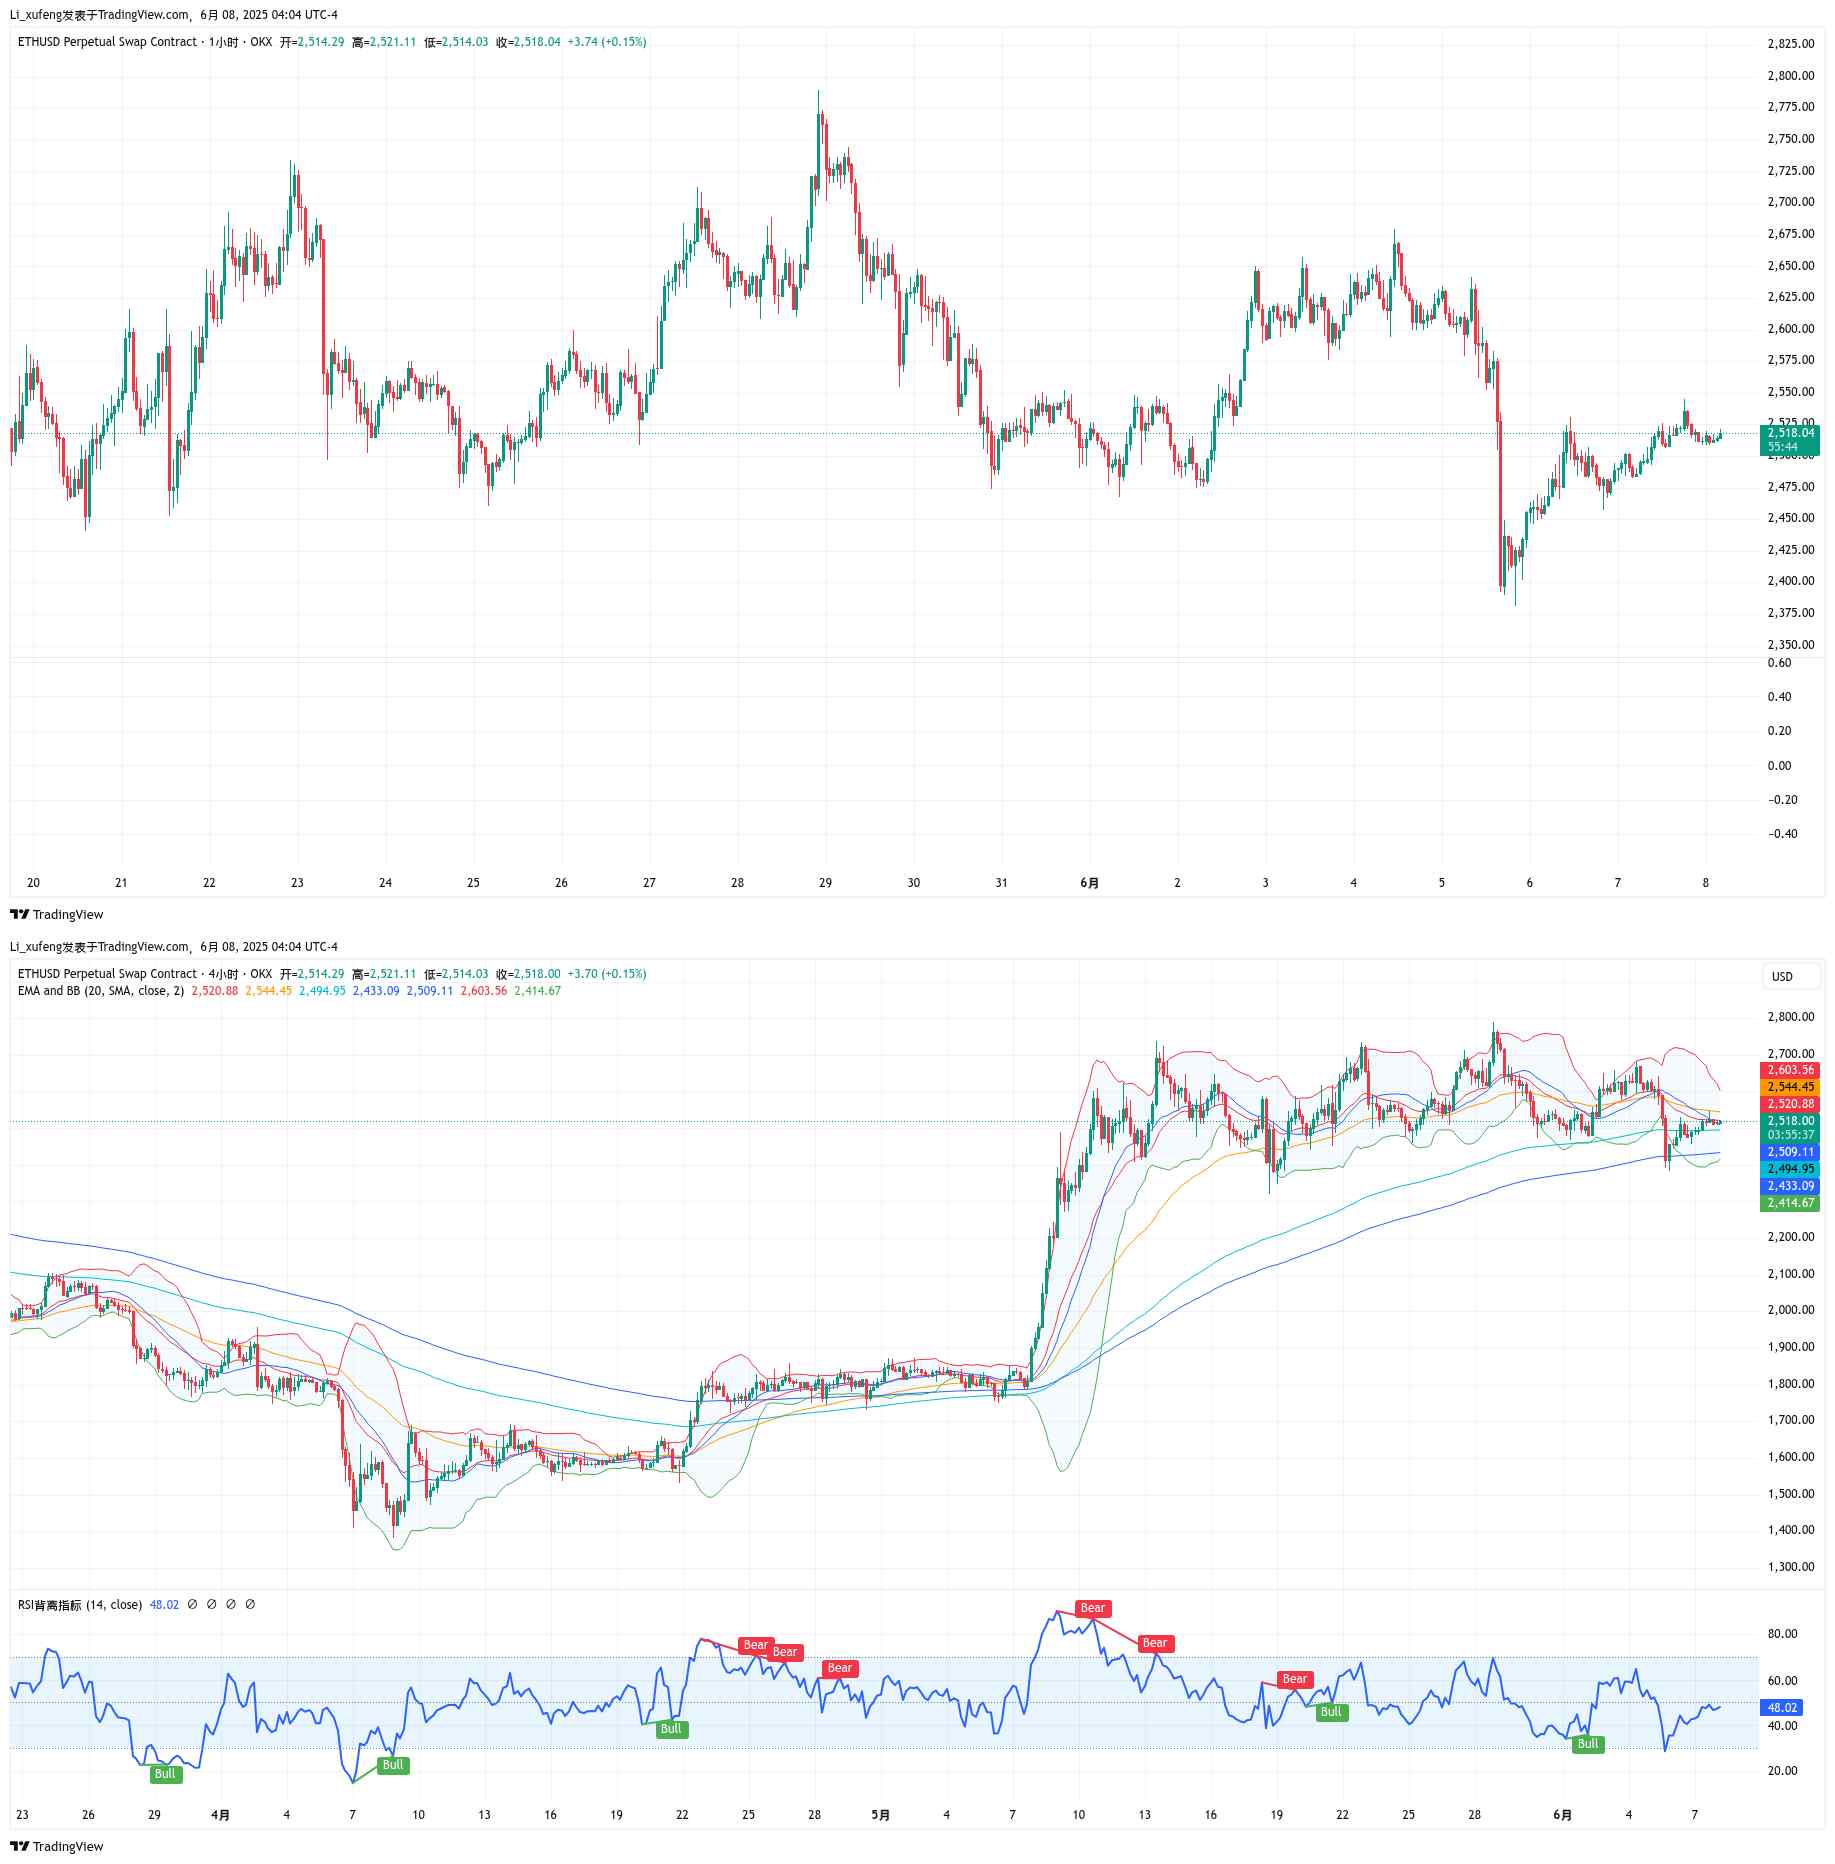 Li_xufeng发表于TradingView.com, 6月 08, 2025 04:04 UTC-4
ETHUSD Perpetual Swap Contract · 1小时 · OKX 开=2,514.29 高=2,521.11 低=2,514.03 收=2,518.04 +3.74 (+0.15%)
2,825.00
2,800.00
2,775.00
2,750.00
2,725.00
2,700.00
2,675.00
2,650.00
2,625.00
2,600.00
2,575.00
2,550.00
2,525.00
2,518.04
55:44
2,500.00
2,475.00
2,450.00
2,425.00
2,400.00
2,375.00
2,350.00
0.60
0.40
0.20
0.00
−0.20
−0.40
20 21 22 23 24 25 26 27 28 29 30 31 6月 2 3 4 5 6 7 8
TradingView
Li_xufeng发表于TradingView.com, 6月 08, 2025 04:04 UTC-4
ETHUSD Perpetual Swap Contract · 4小时 · OKX 开=2,514.29 高=2,521.11 低=2,514.03 收=2,518.00 +3.70 (+0.15%)
USD
EMA and BB (20, SMA, close, 2) 2,520.88 2,544.45 2,494.95 2,433.09 2,509.11 2,603.56 2,414.67
2,800.00
2,700.00
2,603.56
2,544.45
2,520.88
2,518.00
03:55:37
2,509.11
2,494.95
2,433.09
2,414.67
2,200.00
2,100.00
2,000.00
1,900.00
1,800.00
1,700.00
1,600.00
1,500.00
1,400.00
1,300.00
RSI背离指标 (14, close) 48.02 ∅ ∅ ∅ ∅
Bear
Bear
Bear
Bear
Bear
Bear
Bull
Bull
Bull
Bull
Bull
80.00
60.00
48.02
40.00
20.00
23 26 29 4月 4 7 10 13 16 19 22 25 28 5月 4 7 10 13 16 19 22 25 28 6月 4 7
TradingView